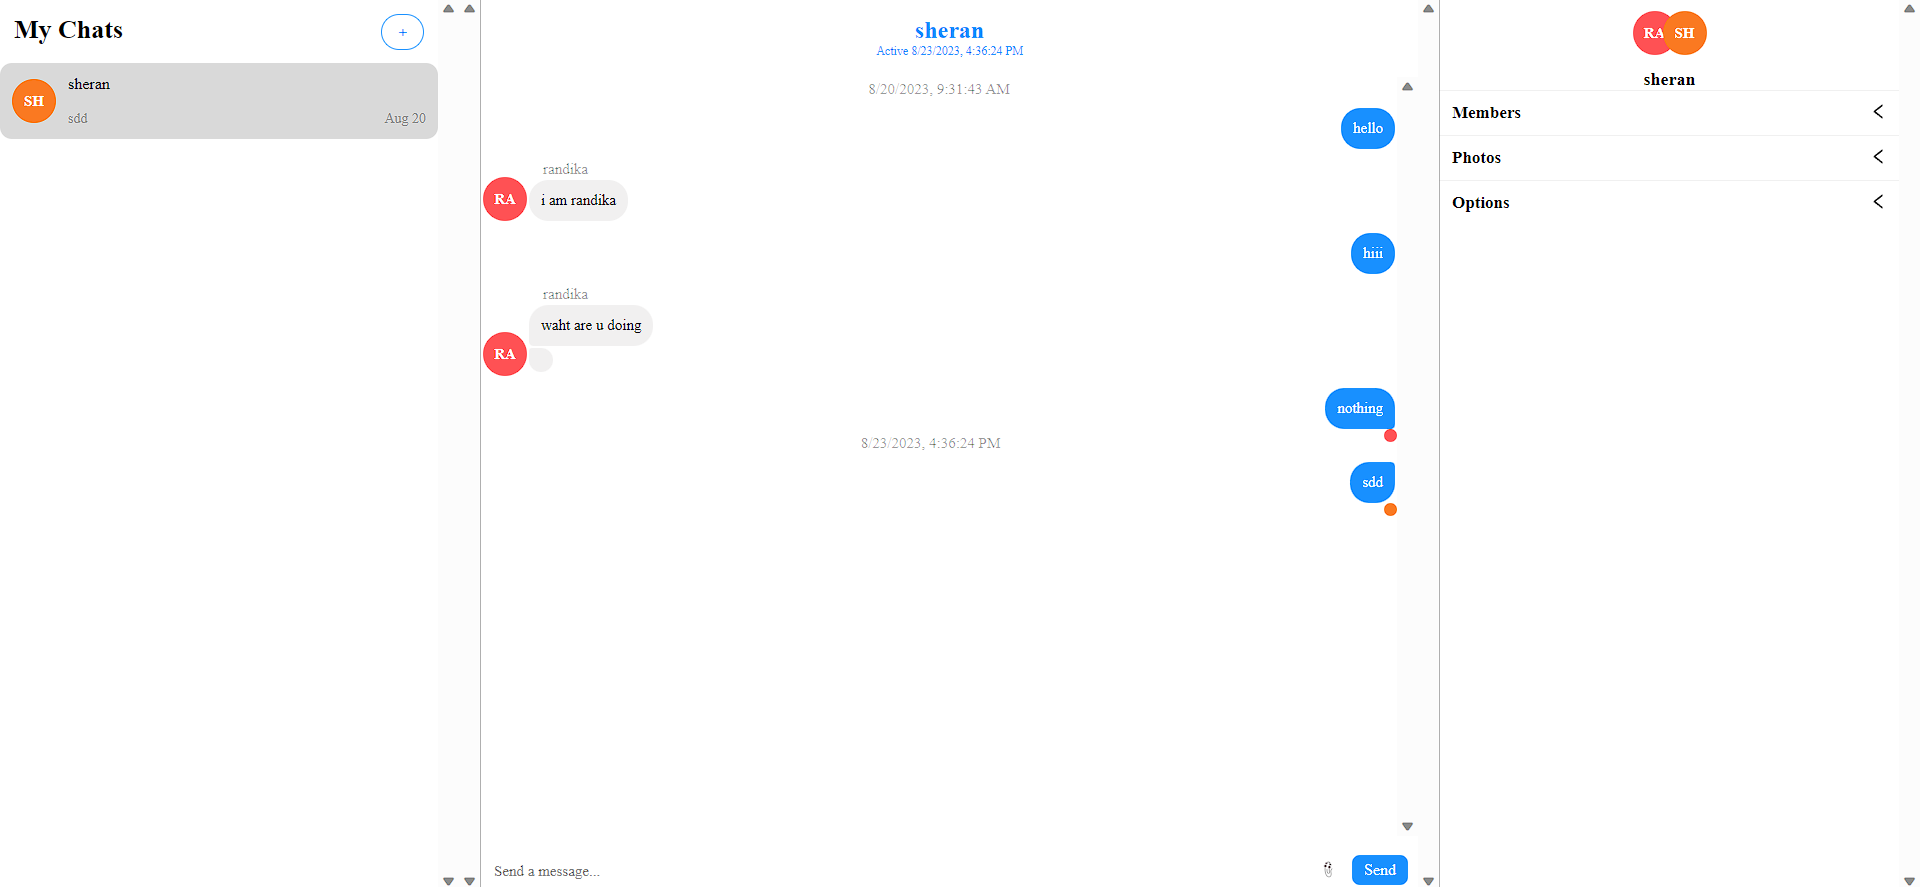 My Chats
+
SH
sheran
sdd
Aug 20
sheran
Active 8/23/2023, 4:36:24 PM
8/20/2023, 9:31:43 AM
hello
randika
RA
i am randika
hiii
randika
waht are u doing
RA
nothing
8/23/2023, 4:36:24 PM
sdd
Send a message...
Send
RA
SH
sheran
Members
Photos
Options